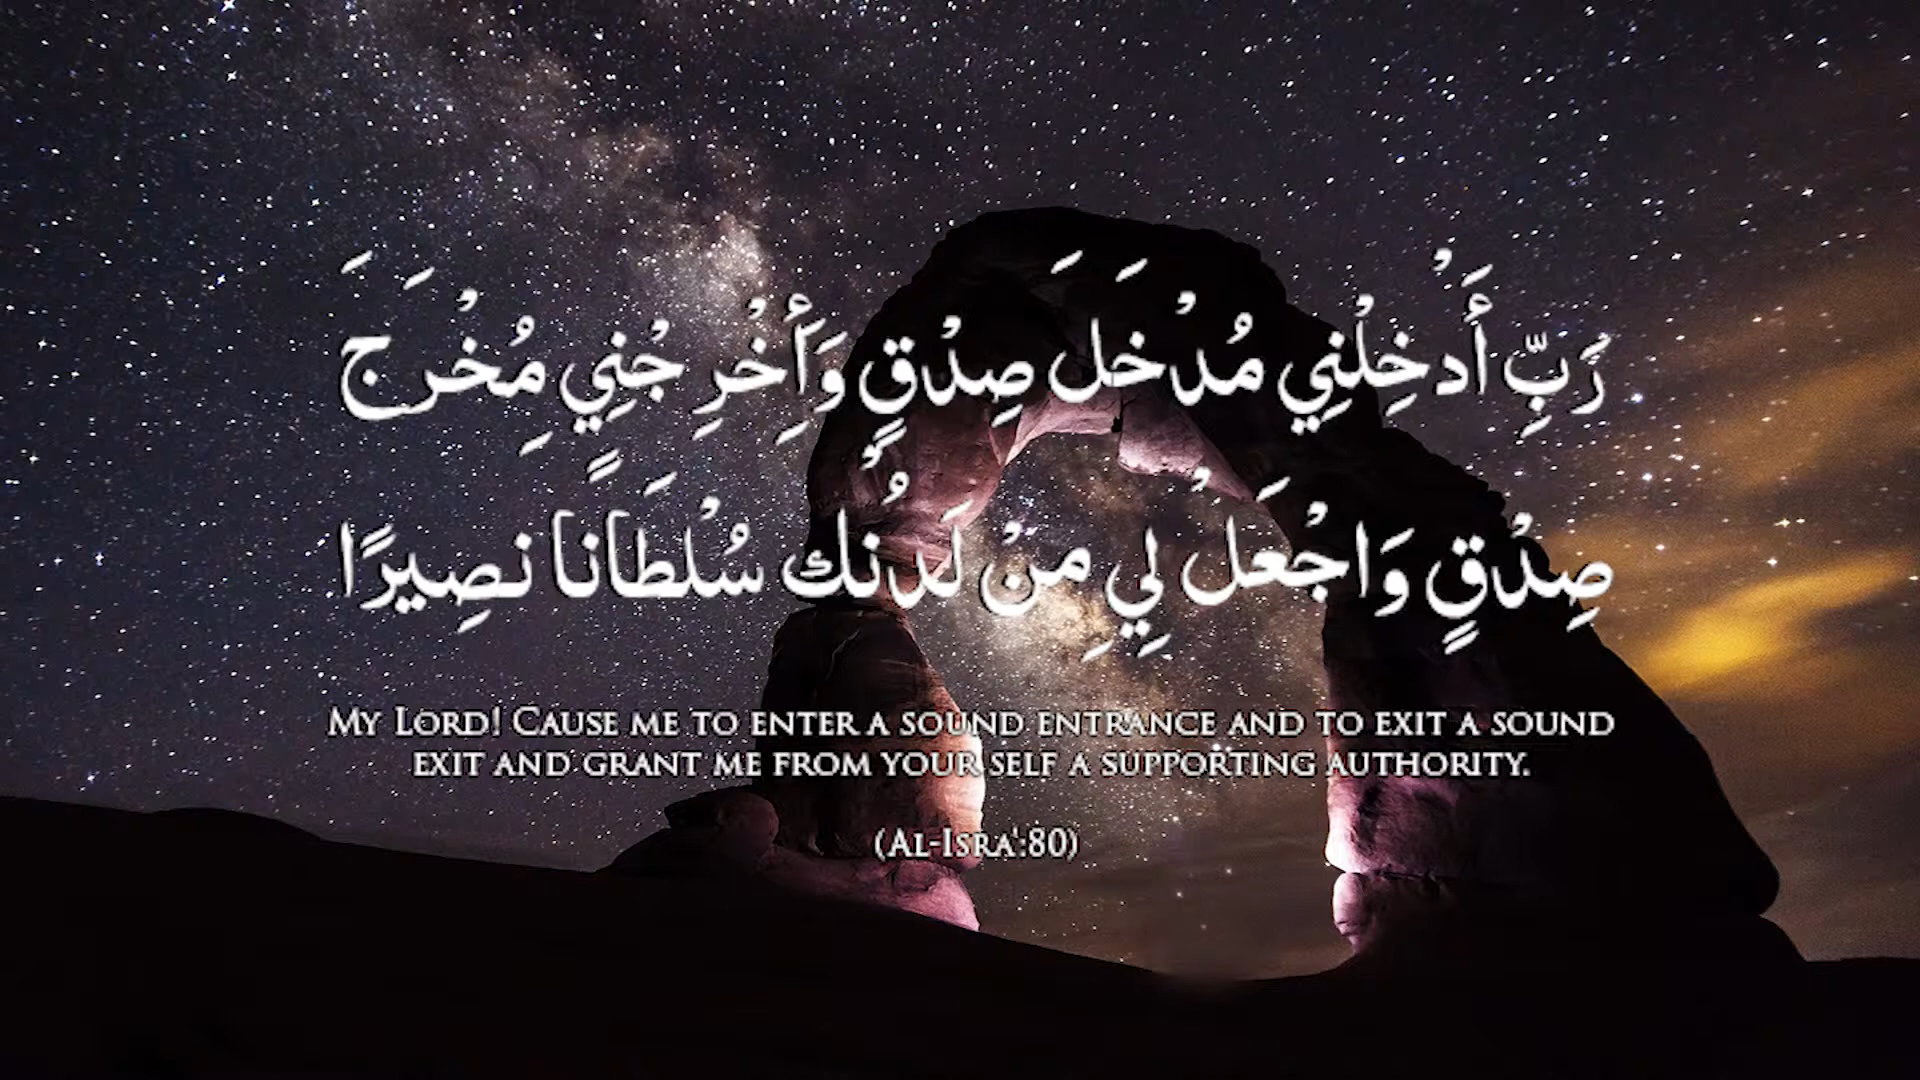 رَبِّ أَدْخِلْنِي مُدْخَلَ صِدْقٍ وَأَخْرِجْنِي مُخْرَجَ
صِدْقٍ وَاجْعَلْ لِي مِنْ لَدُنْك سُلْطَانًا نصِيرًا
My Lord! Cause me to enter a sound entrance and to exit a sound
exit and grant me from your self a supporting authority.
(Al-Isra':80)